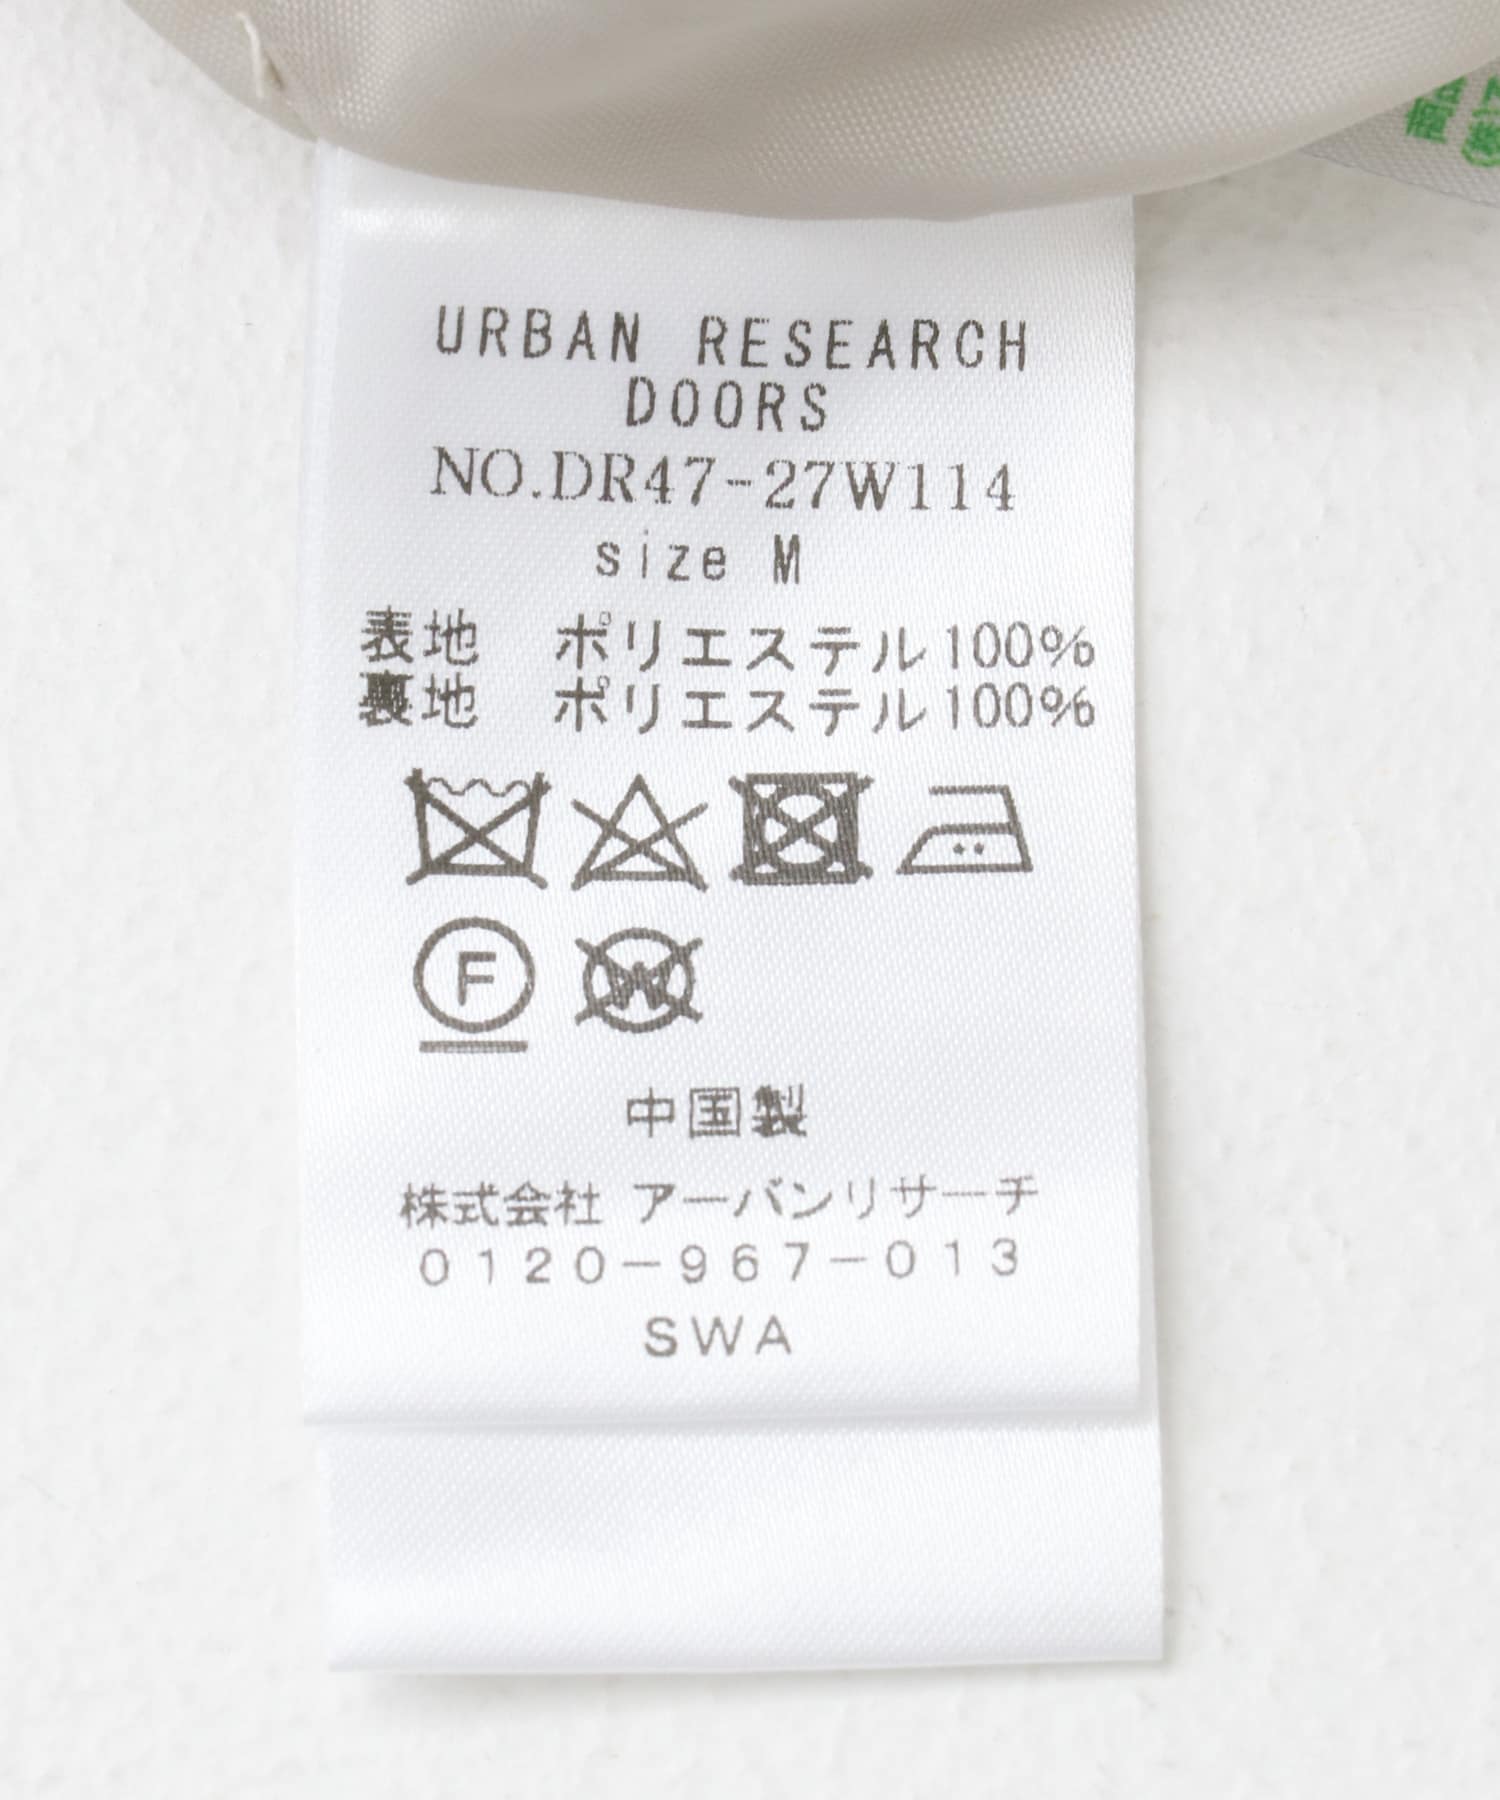 URBAN RESEARCH
DOORS
NO.DR47-27W114
size M
表地 ポリエステル100%
裏地 ポリエステル100%
F
W
中国製
株式会社 アーバンリサーチ
0120-967-013
SWA